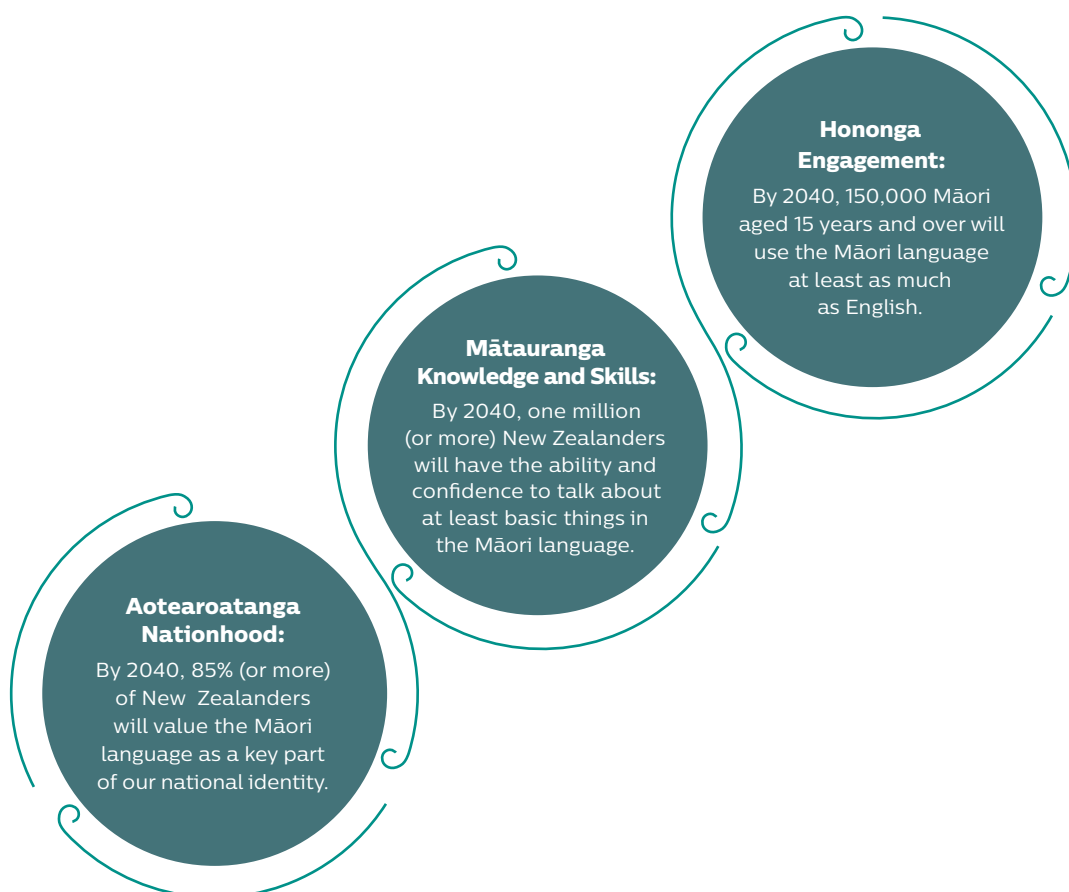 Hononga
Engagement:
By 2040, 150,000 Māori
aged 15 years and over will
use the Māori language
at least as much
as English.
Mātauranga
Knowledge and Skills:
By 2040, one million
(or more) New Zealanders
will have the ability and
confidence to talk about
at least basic things in
the Māori language.
Aotearoatanga
Nationhood:
By 2040, 85% (or more)
of New Zealanders
will value the Māori
language as a key part
of our national identity.